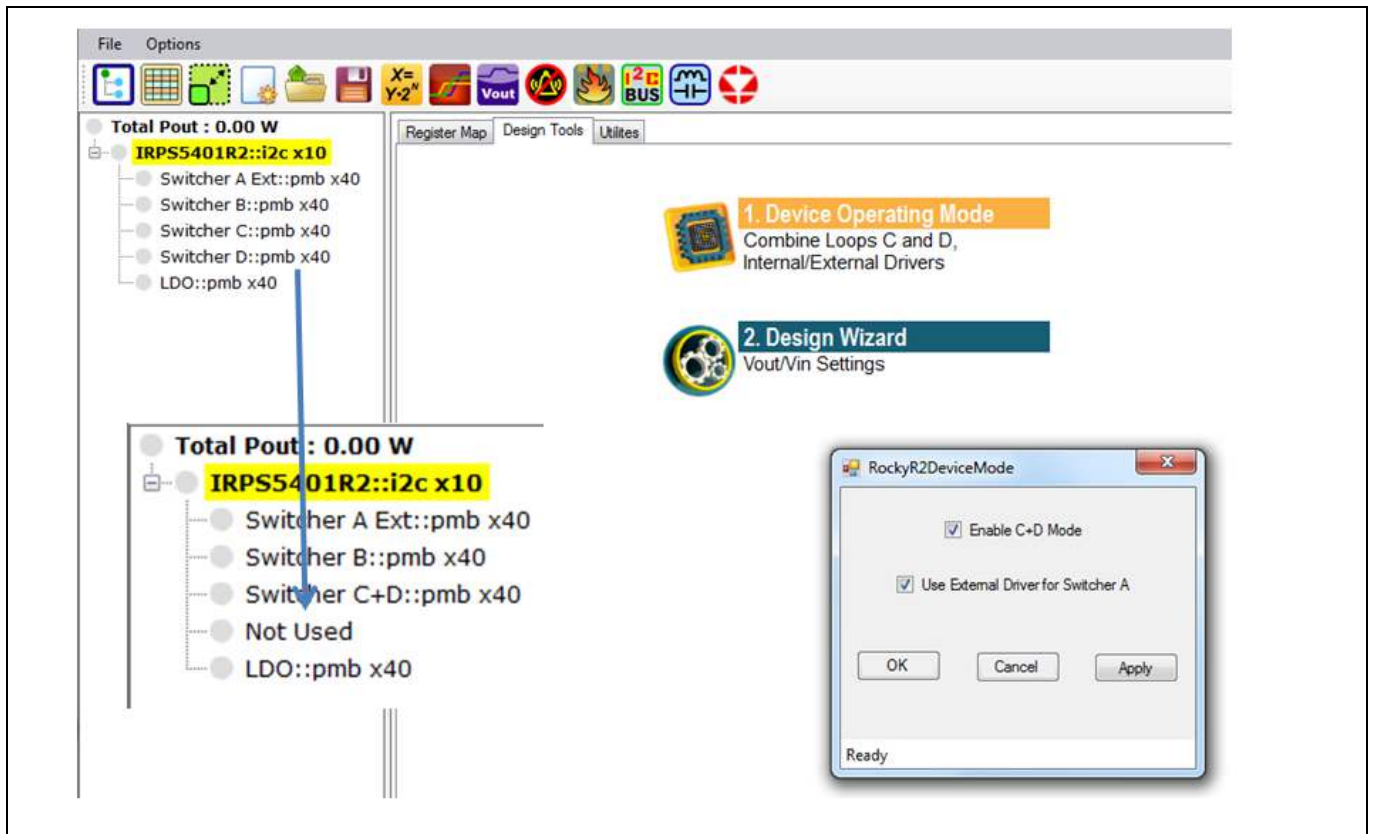 File Options
X=
Y·2^N
Vout
I²C
BUS
Total Pout : 0.00 W
IRPS5401R2::i2c x10
Switcher A Ext::pmb x40
Switcher B::pmb x40
Switcher C::pmb x40
Switcher D::pmb x40
LDO::pmb x40
Register Map Design Tools Utilites
1. Device Operating Mode
Combine Loops C and D,
Internal/External Drivers
2. Design Wizard
Vout/Vin Settings
Total Pout : 0.00 W
IRPS5401R2::i2c x10
Switcher A Ext::pmb x40
Switcher B::pmb x40
Switcher C+D::pmb x40
Not Used
LDO::pmb x40
RockyR2DeviceMode
Enable C+D Mode
Use External Driver for Switcher A
OK Cancel Apply
Ready